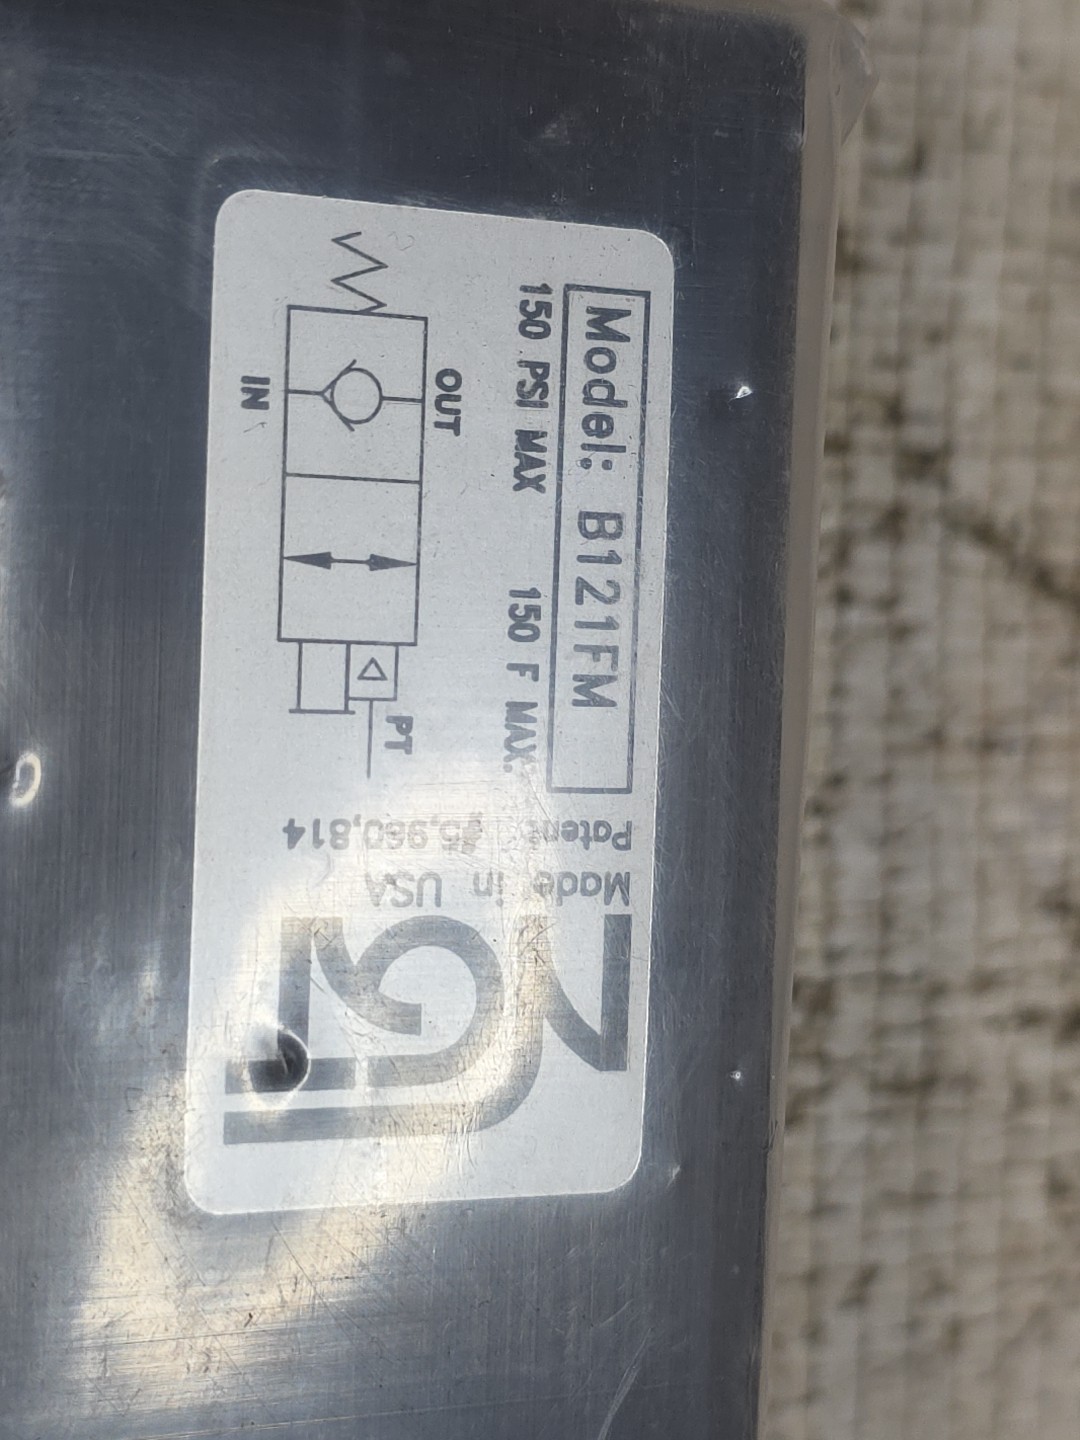 Model: B121FM
150 PSI MAX 150 F MAX.
OUT
IN
PT
Made in USA
Patent #5,960,814